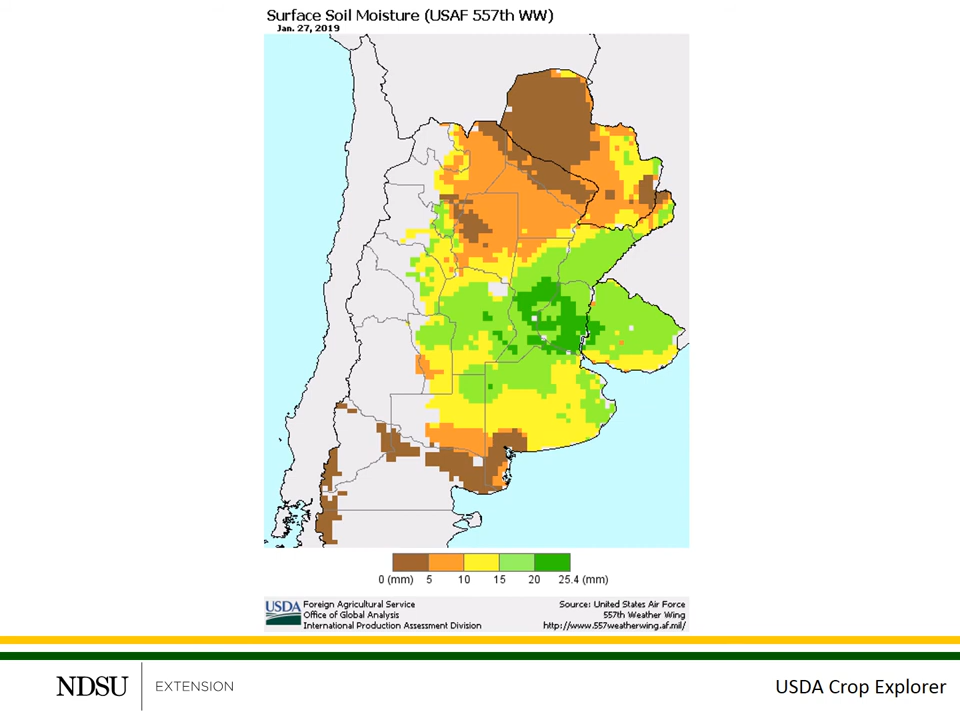 Surface Soil Moisture (USAF 557th WW)
Jan. 27, 2019
0 (mm) 5 10 15 20 25.4 (mm)
USDA
Foreign Agricultural Service
Office of Global Analysis
International Production Assessment Division
Source: United States Air Force
557th Weather Wing
http://www.557weatherwing.af.mil/
NDSU EXTENSION
USDA Crop Explorer